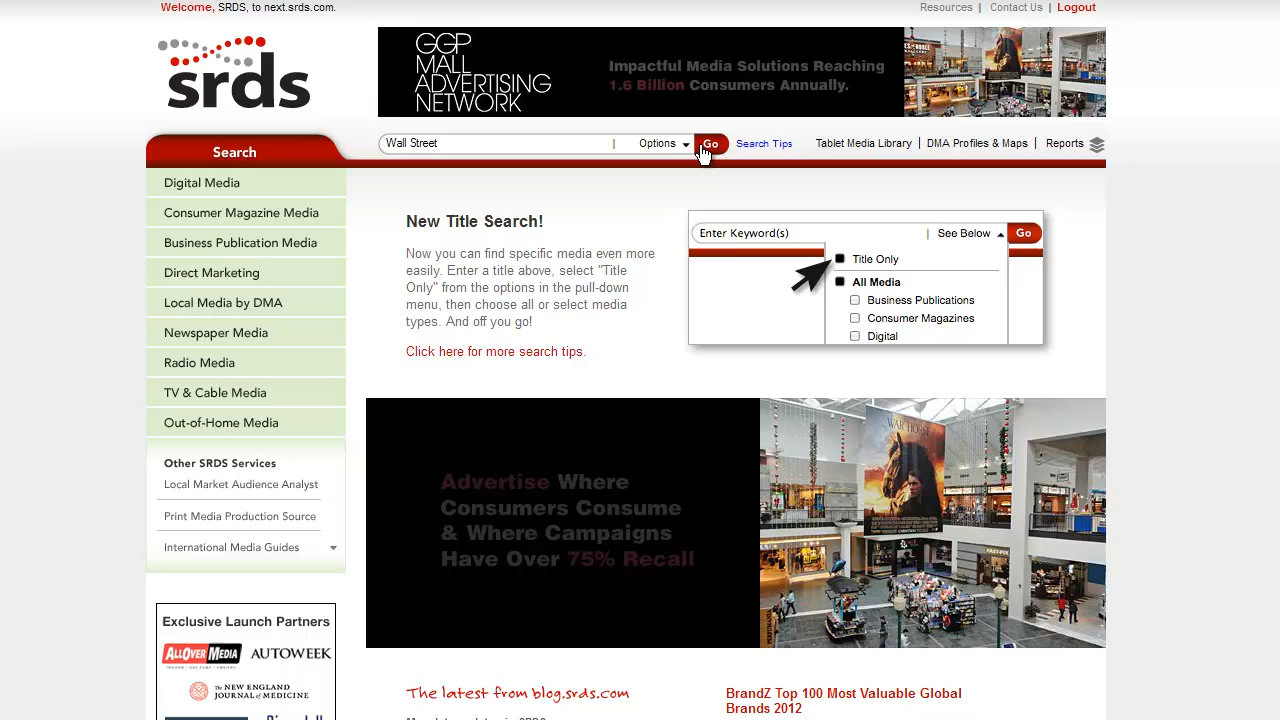 Welcome, SRDS, to next.srds.com.
Resources | Contact Us | Logout
srds
GGP
MALL
ADVERTISING
NETWORK
Impactful Media Solutions Reaching
1.6 Billion Consumers Annually.
Wall Street | Options Go Search Tips Tablet Media Library | DMA Profiles & Maps | Reports
Search
Digital Media
Consumer Magazine Media
Business Publication Media
Direct Marketing
Local Media by DMA
Newspaper Media
Radio Media
TV & Cable Media
Out-of-Home Media
Other SRDS Services
Local Market Audience Analyst
Print Media Production Source
International Media Guides
Exclusive Launch Partners
ALLOVER MEDIA AUTOWEEK
The NEW ENGLAND
JOURNAL of MEDICINE
New Title Search!
Now you can find specific media even more
easily. Enter a title above, select "Title
Only" from the options in the pull-down
menu, then choose all or select media
types. And off you go!
Click here for more search tips.
Enter Keyword(s) | See Below Go
Title Only
All Media
Business Publications
Consumer Magazines
Digital
Advertise Where
Consumers Consume
& Where Campaigns
Have Over 75% Recall
WAR HORSE
The latest from blog.srds.com
BrandZ Top 100 Most Valuable Global
Brands 2012